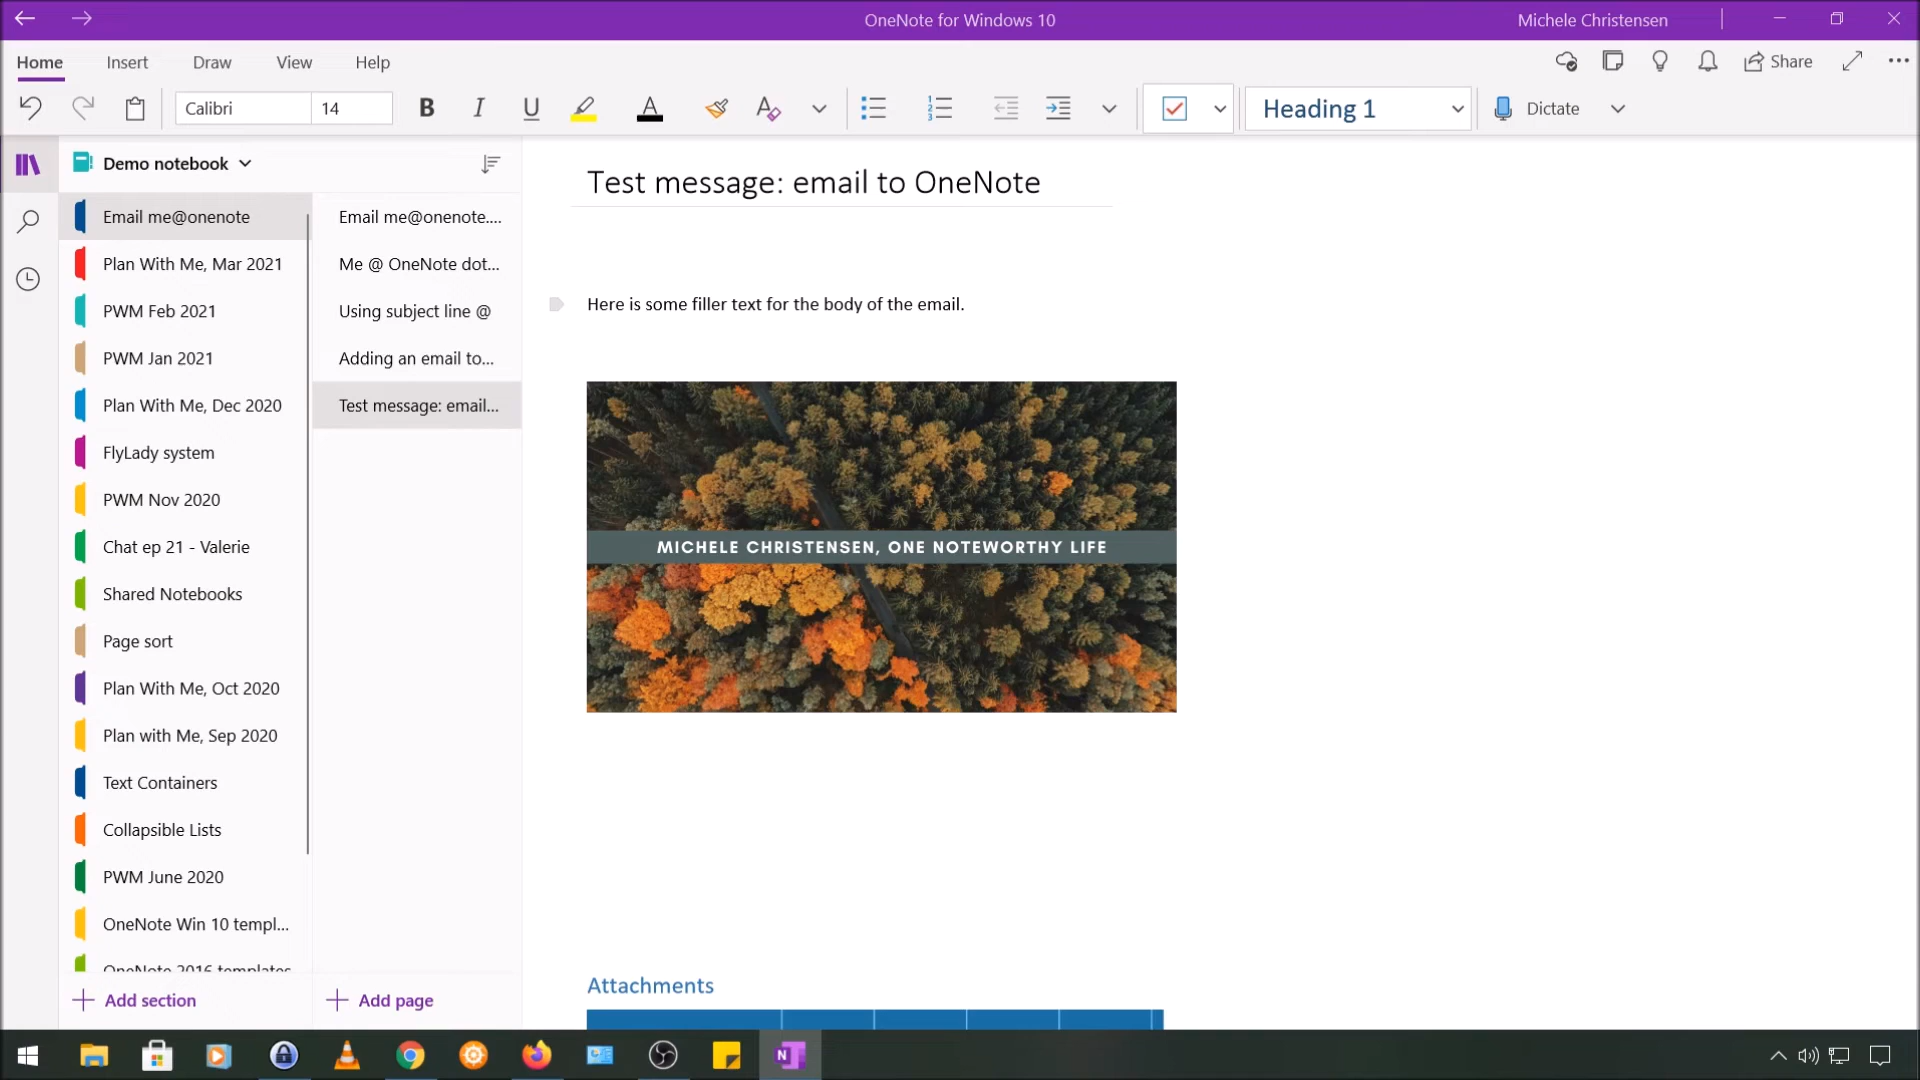 OneNote for Windows 10
Michele Christensen
Home Insert Draw View Help
Share
Calibri 14
B I U
A
Heading 1
Dictate
Demo notebook
Email me@onenote
Plan With Me, Mar 2021
PWM Feb 2021
PWM Jan 2021
Plan With Me, Dec 2020
FlyLady system
PWM Nov 2020
Chat ep 21 - Valerie
Shared Notebooks
Page sort
Plan With Me, Oct 2020
Plan with Me, Sep 2020
Text Containers
Collapsible Lists
PWM June 2020
OneNote Win 10 templ...
OneNote 2016 templates
Add section
Email me@onenote....
Me @ OneNote dot...
Using subject line @
Adding an email to...
Test message: email...
Add page
Test message: email to OneNote
Here is some filler text for the body of the email.
MICHELE CHRISTENSEN, ONE NOTEWORTHY LIFE
Attachments